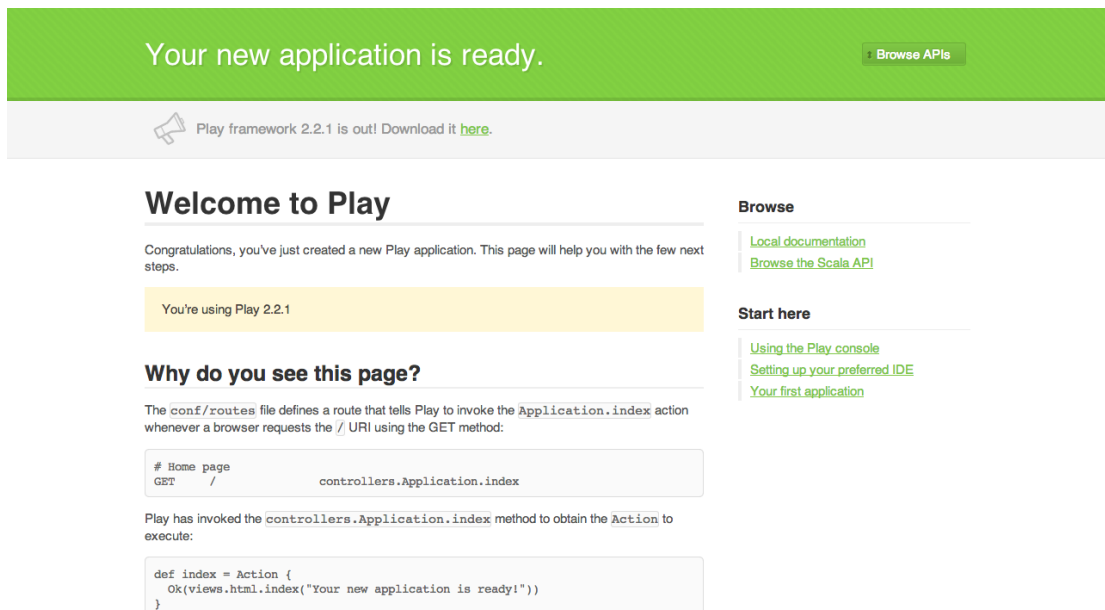 Your new application is ready.
Browse APIs
Play framework 2.2.1 is out! Download it here.
Welcome to Play
Congratulations, you've just created a new Play application. This page will help you with the few next
steps.
You're using Play 2.2.1
Why do you see this page?
The conf/routes file defines a route that tells Play to invoke the Application.index action
whenever a browser requests the / URI using the GET method:
# Home page
GET     /               controllers.Application.index
Play has invoked the controllers.Application.index method to obtain the Action to
execute:
def index = Action {
  Ok(views.html.index("Your new application is ready!"))
}
Browse
Local documentation
Browse the Scala API
Start here
Using the Play console
Setting up your preferred IDE
Your first application